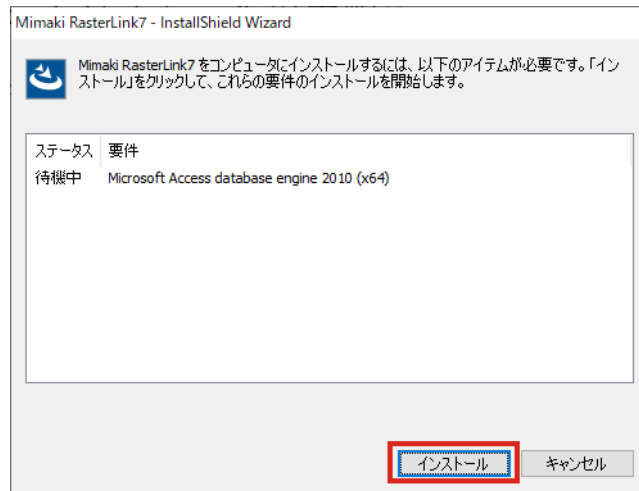 Mimaki RasterLink7 - InstallShield Wizard
Mimaki RasterLink7 をコンピュータにインストールするには、以下のアイテムが必要です。「イン
ストール」をクリックして、これらの要件のインストールを開始します。
ステータス 要件
待機中 Microsoft Access database engine 2010 (x64)
インストール キャンセル